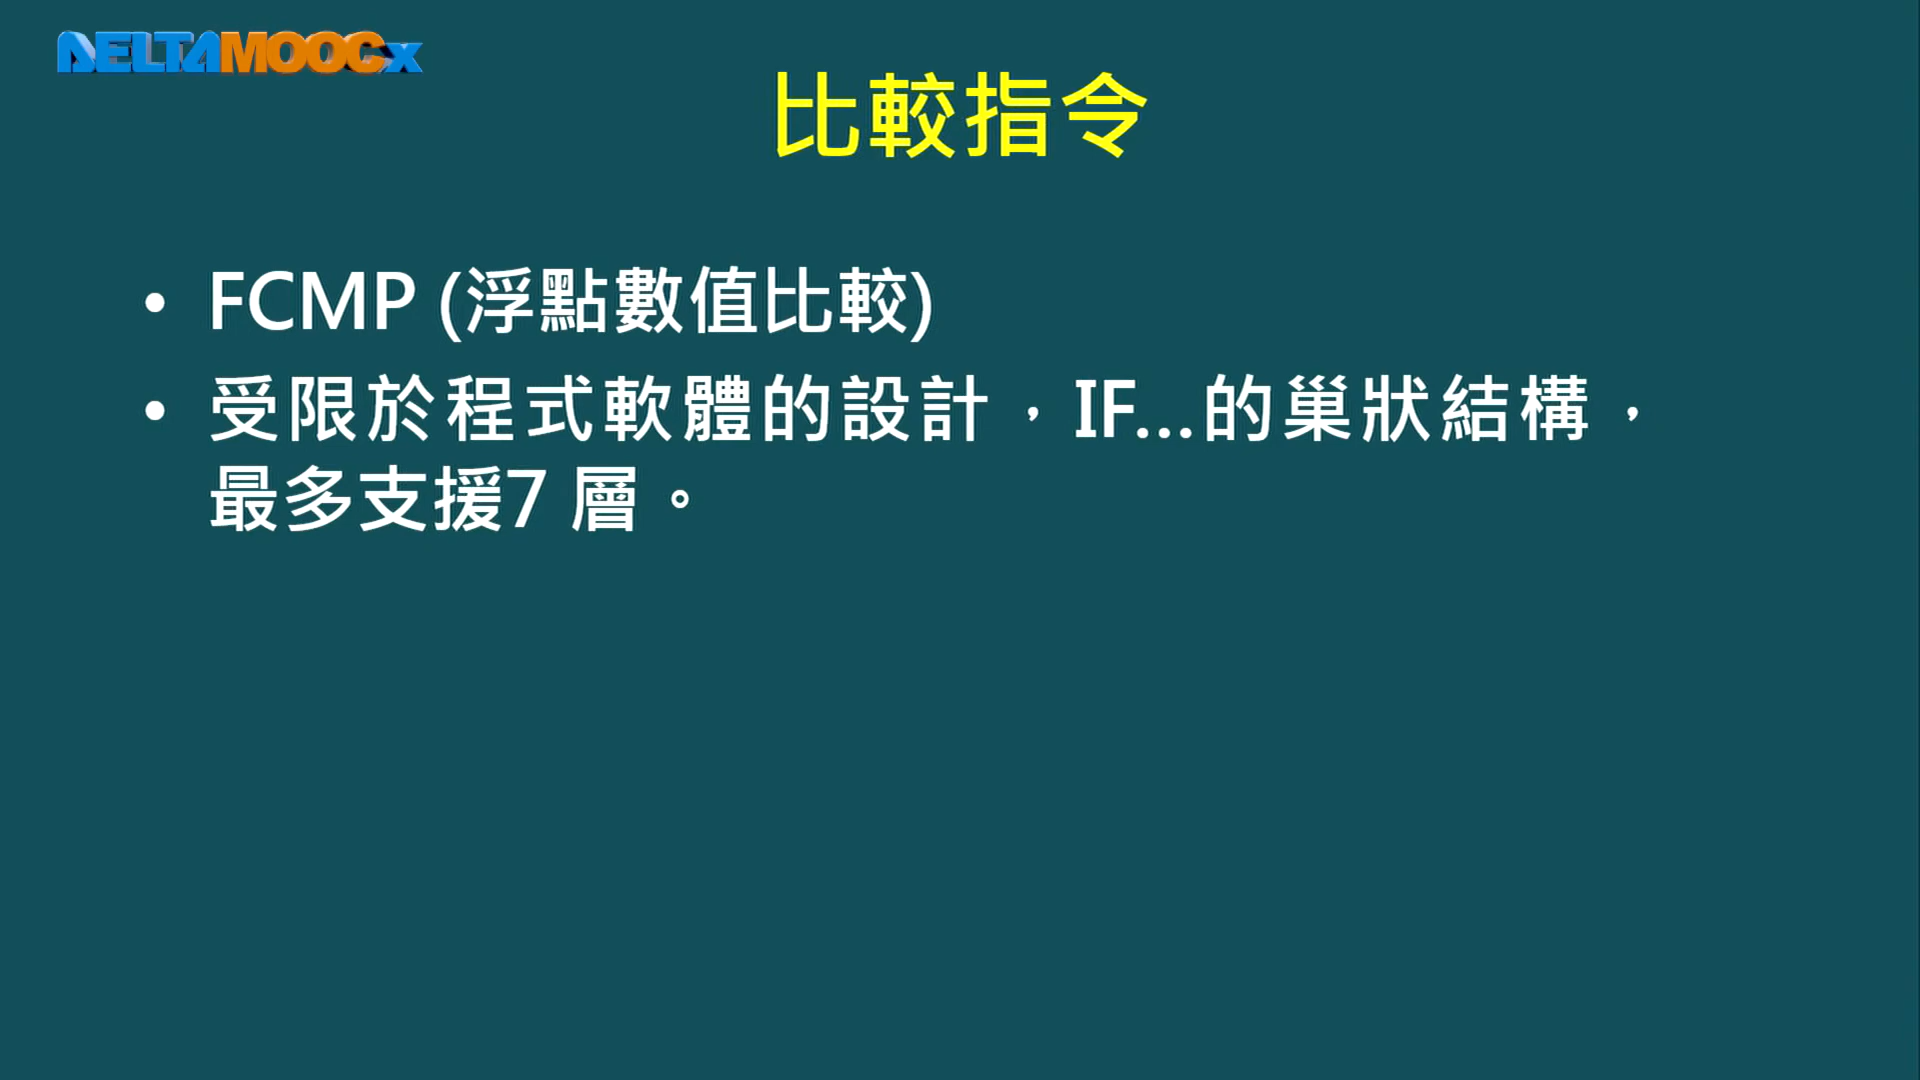 DELTAMOOCx
比較指令
• FCMP (浮點數值比較)
• 受限於程式軟體的設計，IF...的巢狀結構，
最多支援7 層。